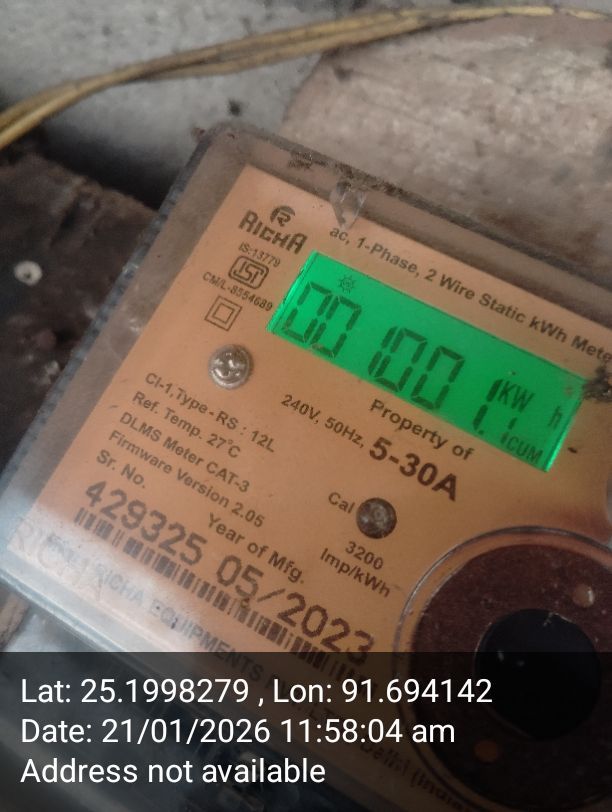 RICHA
IS:13779
CM/L-8554689
ac, 1-Phase, 2 Wire Static kWh Mete
001001.1 KW h
CUM
Property of
240V, 50Hz, 5-30A
Cl-1,Type- RS : 12L
Ref. Temp. 27°C
DLMS Meter CAT-3
Firmware Version 2.05
Sr. No.
Year of Mfg.
429325 05/2023
Cal
3200
Imp/kWh
RICHA EQUIPMENTS
Lat: 25.1998279 , Lon: 91.694142
Date: 21/01/2026 11:58:04 am
Address not available